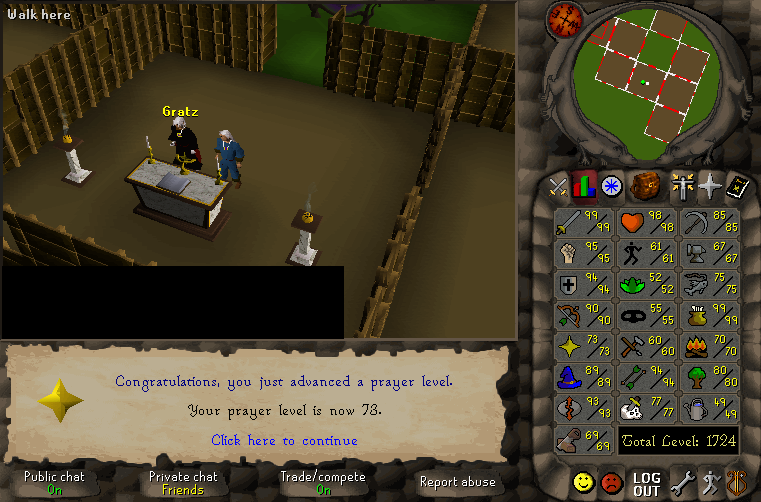 Walk here
Gratz
Congratulations, you just advanced a prayer level.
Your prayer level is now 73.
Click here to continue
Public chat
On
Private chat
Friends
Trade/compete
On
Report abuse
99/99 98/98 85/85
95/95 61/61 67/67
94/94 52/52 75/75
90/90 55/55 99/99
73/73 60/60 70/70
89/89 94/94 80/80
93/93 77/77 49/49
69/69 Total Level: 1724
LOG
OUT